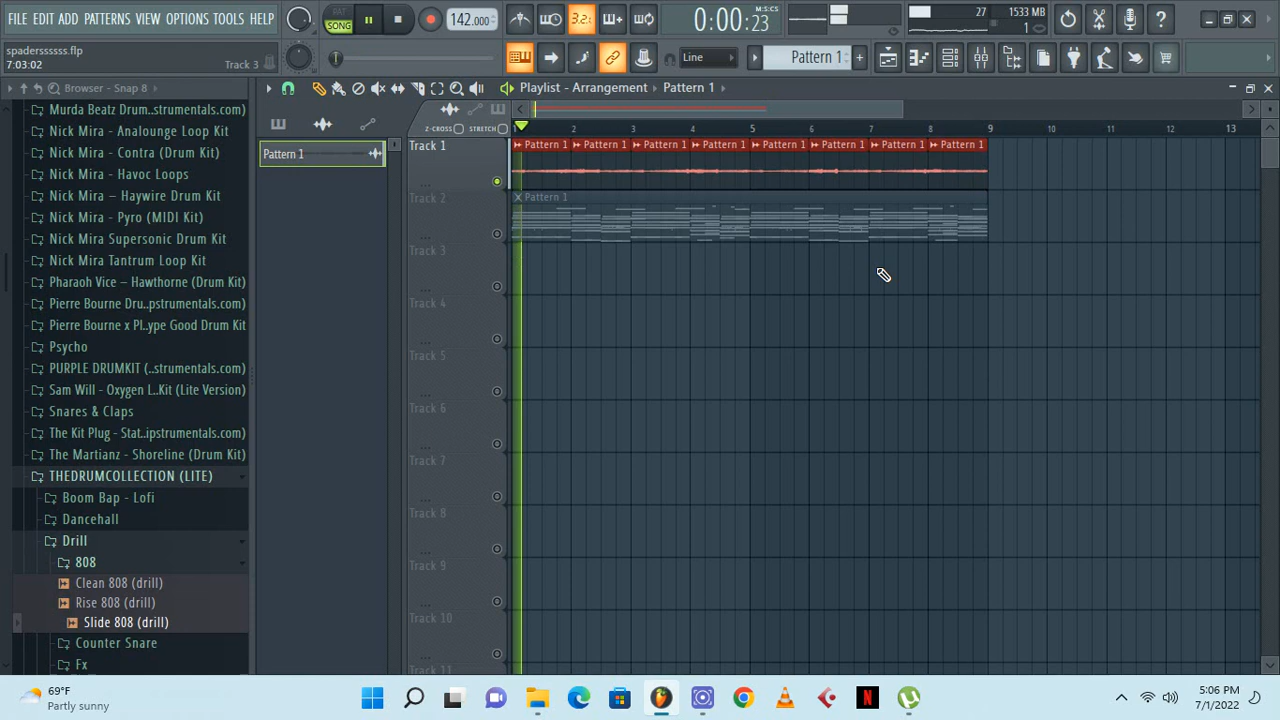 FILE EDIT ADD PATTERNS VIEW OPTIONS TOOLS HELP
PAT
SONG
142.000
3.2.
0:00:23
M:S:CS
27
1533 MB
1
spaderssssss.flp
7:03:02
Track 3
Line
Pattern 1
Browser - Snap 8
Playlist - Arrangement
Pattern 1
Murda Beatz Drum...strumentals.com)
Nick Mira - Analounge Loop Kit
Nick Mira - Contra (Drum Kit)
Nick Mira - Havoc Loops
Nick Mira – Haywire Drum Kit
Nick Mira - Pyro (MIDI Kit)
Nick Mira Supersonic Drum Kit
Nick Mira Tantrum Loop Kit
Pharaoh Vice – Hawthorne (Drum Kit)
Pierre Bourne Dru...pstrumentals.com)
Pierre Bourne x Pl...ype Good Drum Kit
Psycho
PURPLE DRUMKIT (...strumentals.com)
Sam Will - Oxygen l...Kit (Lite Version)
Snares & Claps
The Kit Plug - Stat...ipstrumentals.com)
The Martianz - Shoreline (Drum Kit)
THEDRUMCOLLECTION (LITE)
Boom Bap - Lofi
Dancehall
Drill
808
Clean 808 (drill)
Rise 808 (drill)
Slide 808 (drill)
Counter Snare
Fx
Pattern 1
Z-CROSS
STRETCH
1 2 3 4 5 6 7 8 9 10 11 12 13
Track 1
Pattern 1 Pattern 1 Pattern 1 Pattern 1 Pattern 1 Pattern 1 Pattern 1 Pattern 1
Track 2
Pattern 1
Track 3
Track 4
Track 5
Track 6
Track 7
Track 8
Track 9
Track 10
Track 11
69°F
Partly sunny
N
5:06 PM
7/1/2022